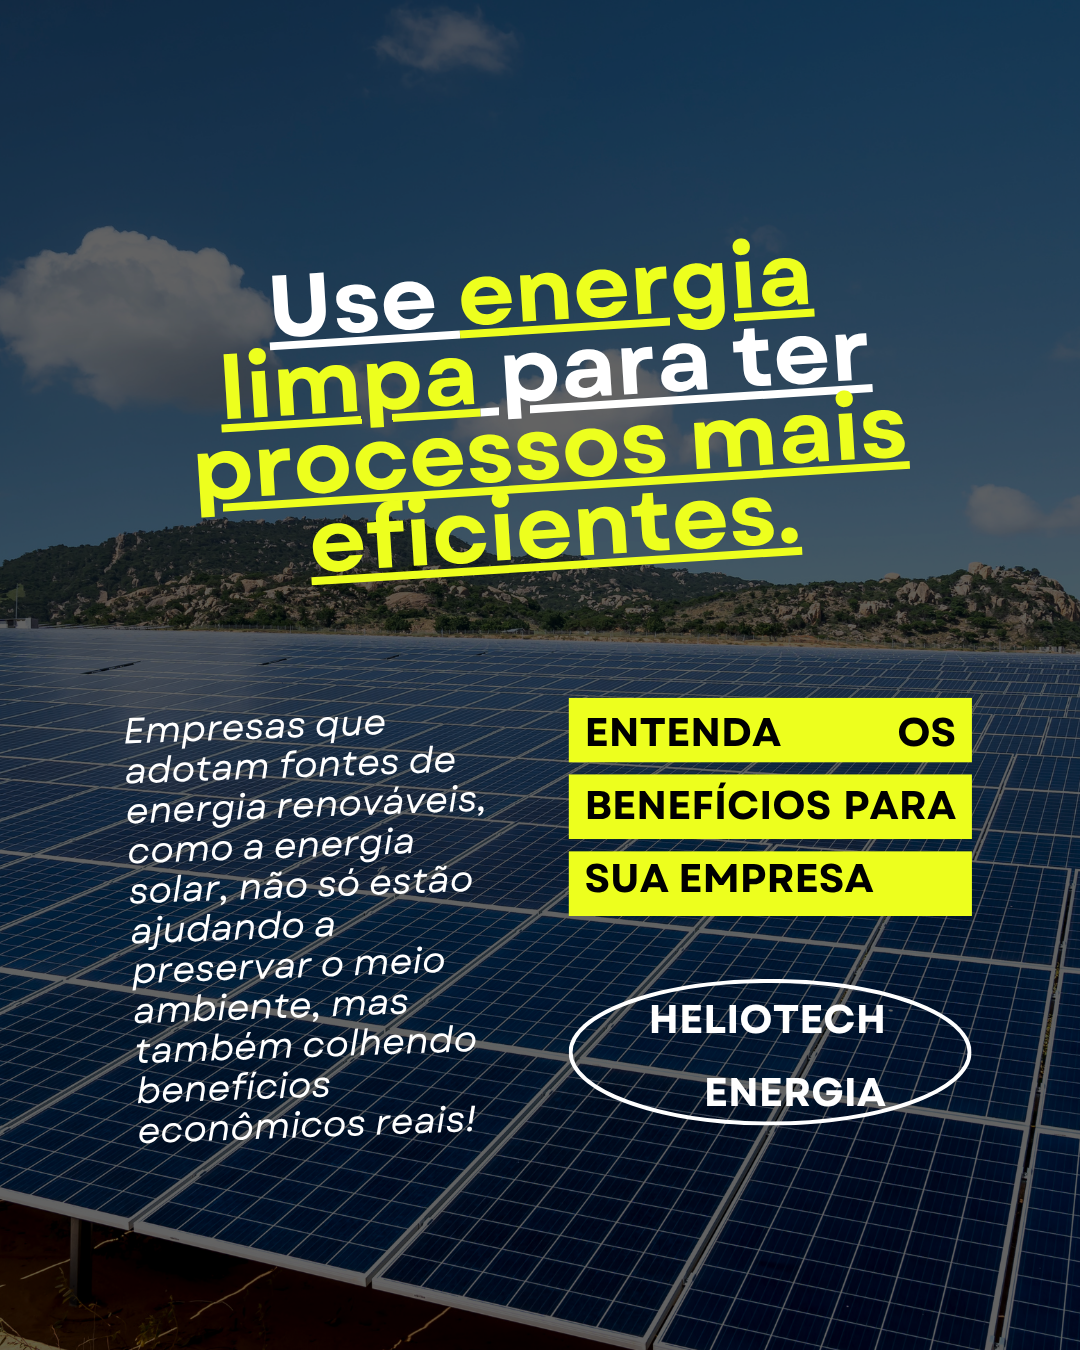 Use energia
limpa para ter
processos mais
eficientes.
Empresas que
adotam fontes de
energia renováveis,
como a energia
solar, não só estão
ajudando a
preservar o meio
ambiente, mas
também colhendo
benefícios
econômicos reais!
ENTENDA OS
BENEFÍCIOS PARA
SUA EMPRESA
HELIOTECH
ENERGIA